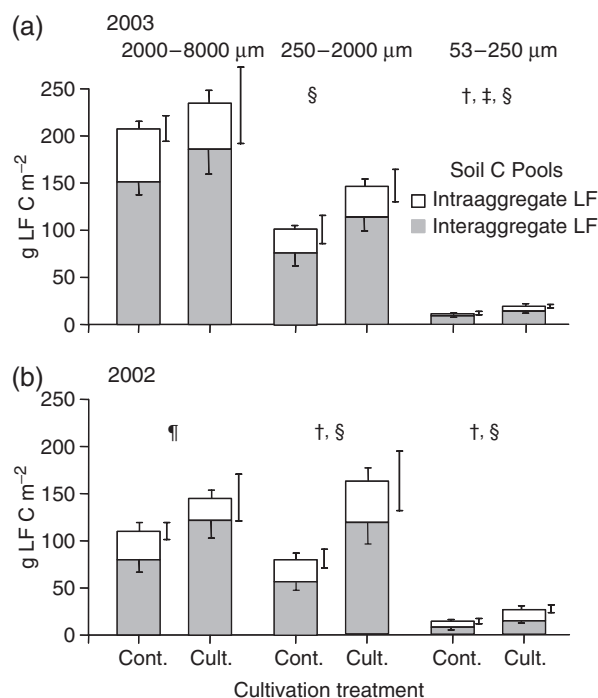 (a) 2003
2000–8000 μm 250–2000 μm 53–250 μm
250
200
150
100
50
0
g LF C m⁻²
§
†, ‡, §
Soil C Pools
Intraaggregate LF
Interaggregate LF
(b) 2002
250
200
150
100
50
0
g LF C m⁻²
¶
†, §
†, §
Cont. Cult. Cont. Cult. Cont. Cult.
Cultivation treatment